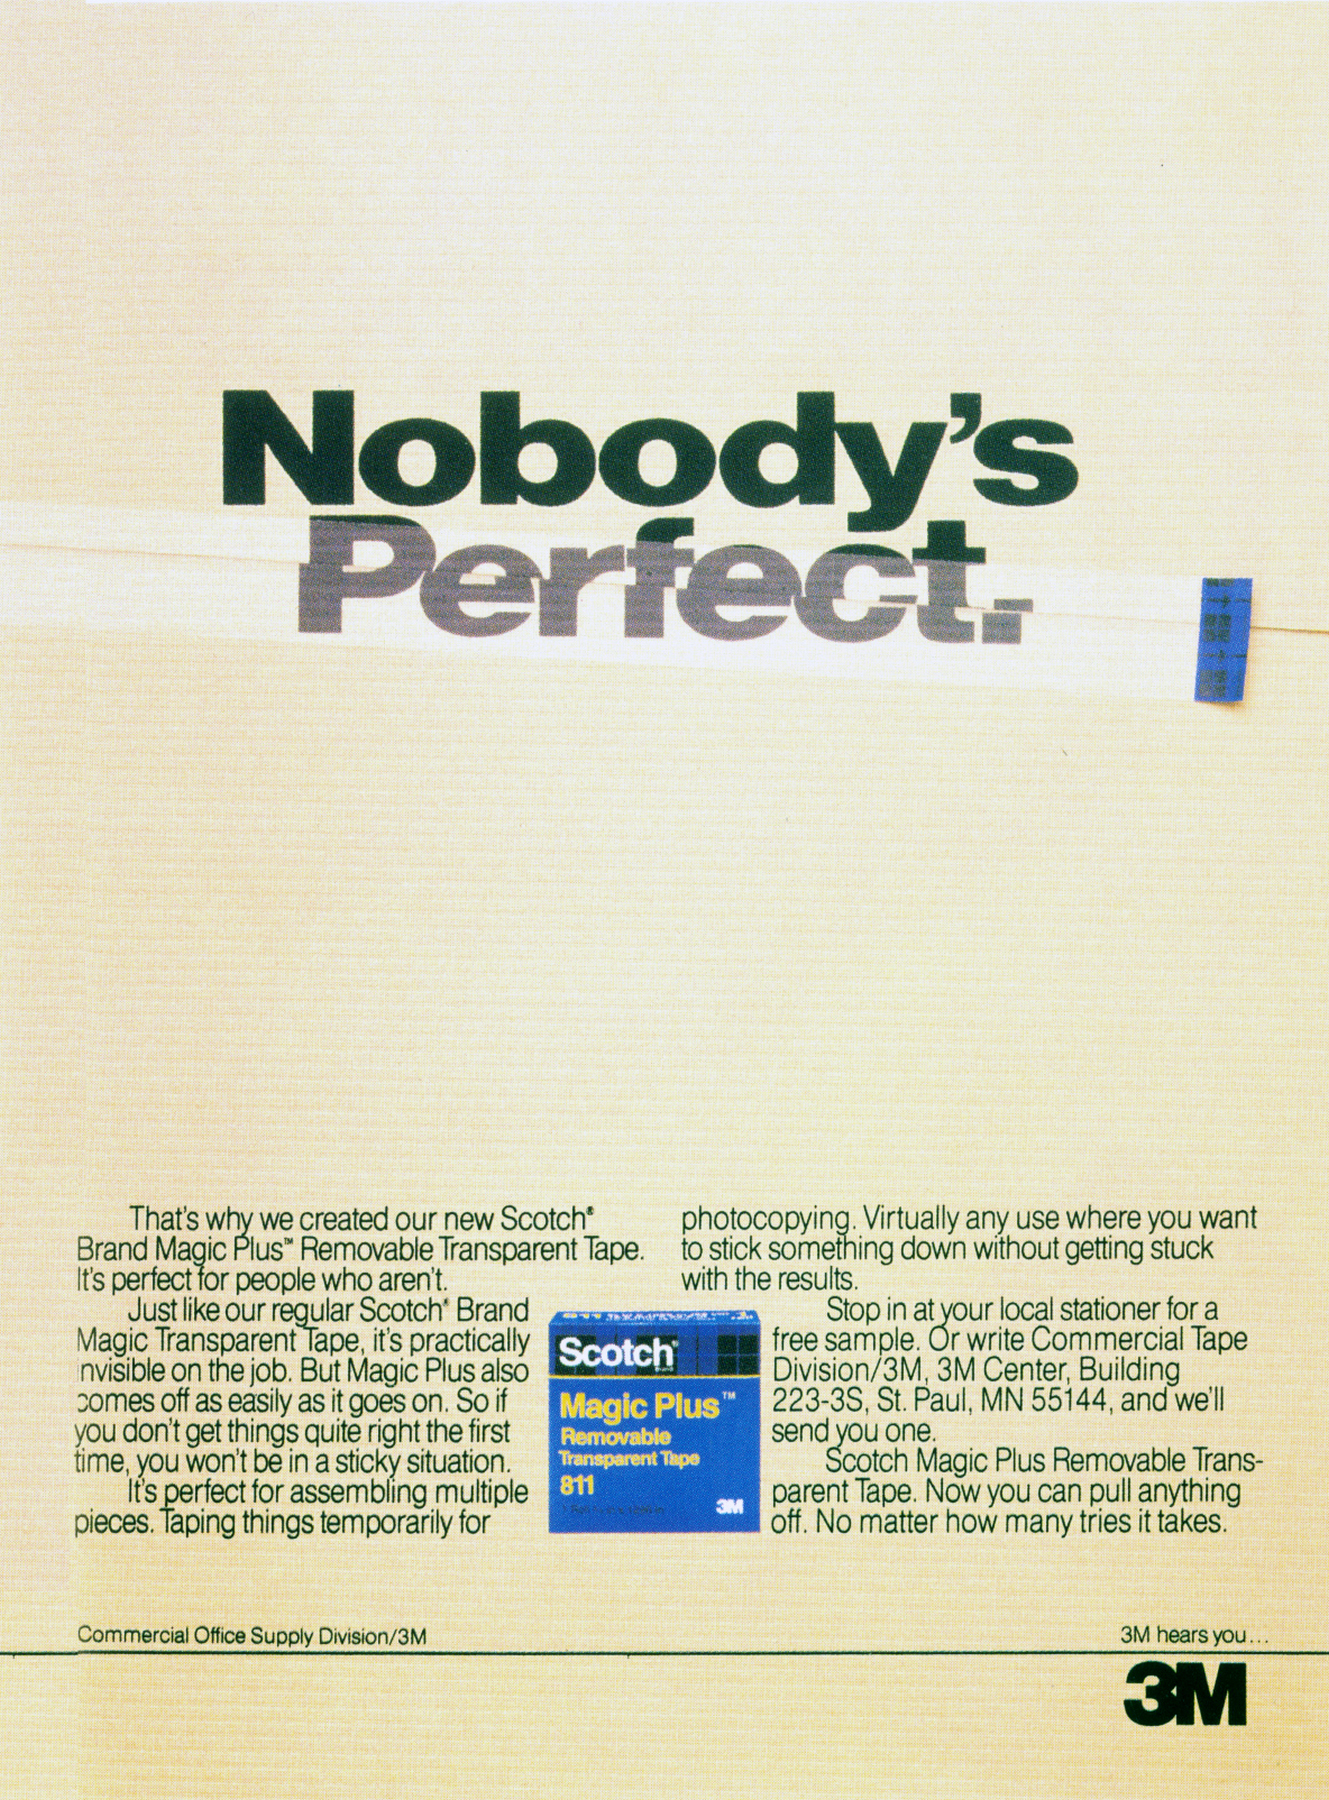 Nobody's
Perfect.
That's why we created our new Scotch®
Brand Magic Plus™ Removable Transparent Tape.
It's perfect for people who aren't.
Just like our regular Scotch® Brand
Magic Transparent Tape, it's practically
invisible on the job. But Magic Plus also
comes off as easily as it goes on. So if
you don't get things quite right the first
time, you won't be in a sticky situation.
It's perfect for assembling multiple
pieces. Taping things temporarily for
photocopying. Virtually any use where you want
to stick something down without getting stuck
with the results.
Stop in at your local stationer for a
free sample. Or write Commercial Tape
Division/3M, 3M Center, Building
223-3S, St. Paul, MN 55144, and we'll
send you one.
Scotch Magic Plus Removable Trans-
parent Tape. Now you can pull anything
off. No matter how many tries it takes.
Scotch®
Magic Plus™
Removable
Transparent Tape
811
3M
Commercial Office Supply Division/3M
3M hears you...
3M